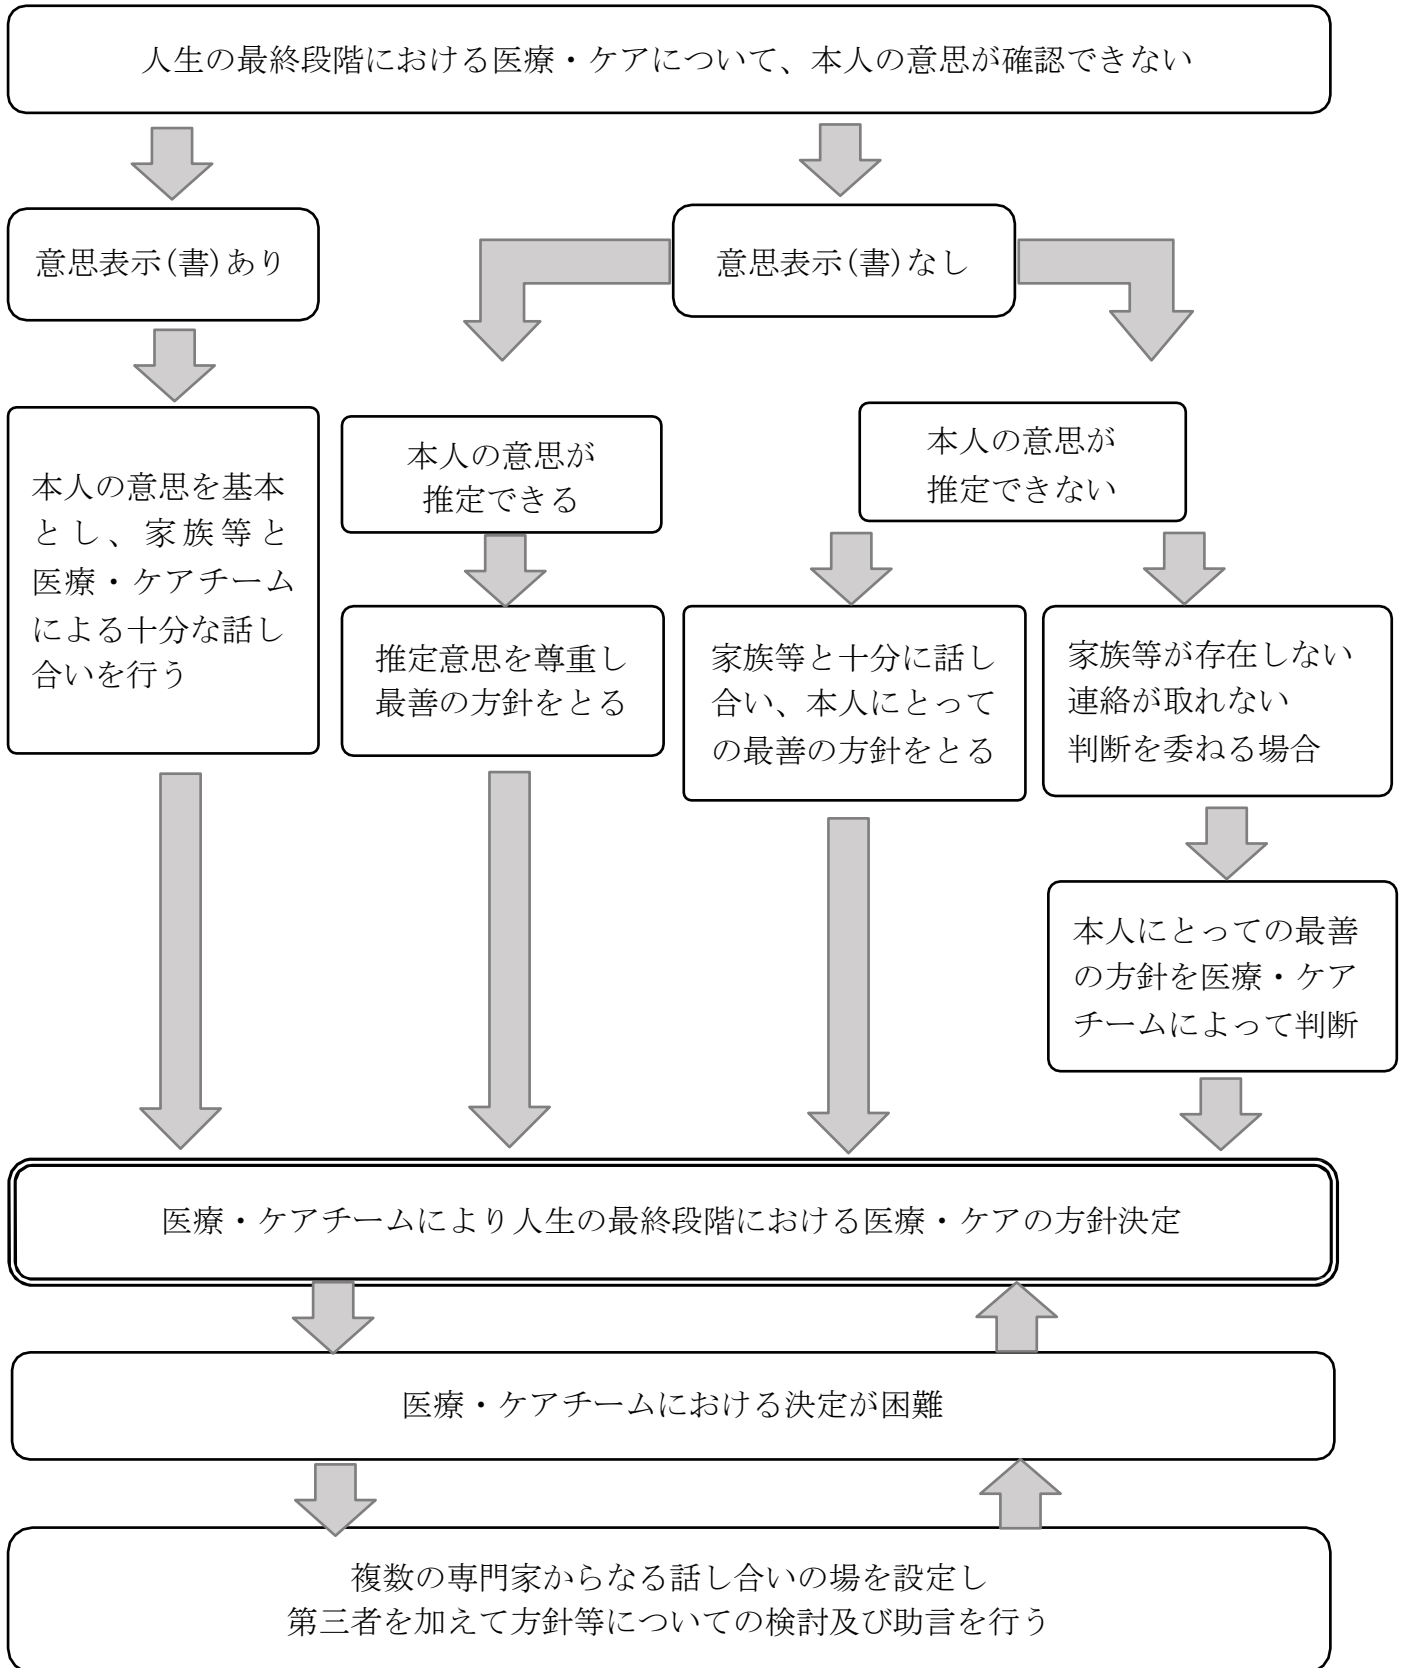 人生の最終段階における医療・ケアについて、本人の意思が確認できない
意思表示(書)あり
意思表示(書)なし
本人の意思を基本
とし、家族等と
医療・ケアチーム
による十分な話し
合いを行う
本人の意思が
推定できる
本人の意思が
推定できない
推定意思を尊重し
最善の方針をとる
家族等と十分に話し
合い、本人にとって
の最善の方針をとる
家族等が存在しない
連絡が取れない
判断を委ねる場合
本人にとっての最善
の方針を医療・ケア
チームによって判断
医療・ケアチームにより人生の最終段階における医療・ケアの方針決定
医療・ケアチームにおける決定が困難
複数の専門家からなる話し合いの場を設定し
第三者を加えて方針等についての検討及び助言を行う